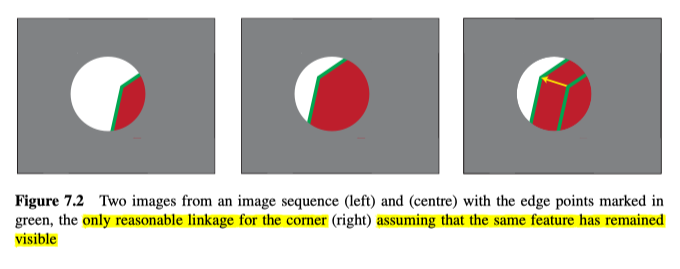 Figure 7.2 Two images from an image sequence (left) and (centre) with the edge points marked in
green, the only reasonable linkage for the corner (right) assuming that the same feature has remained
visible